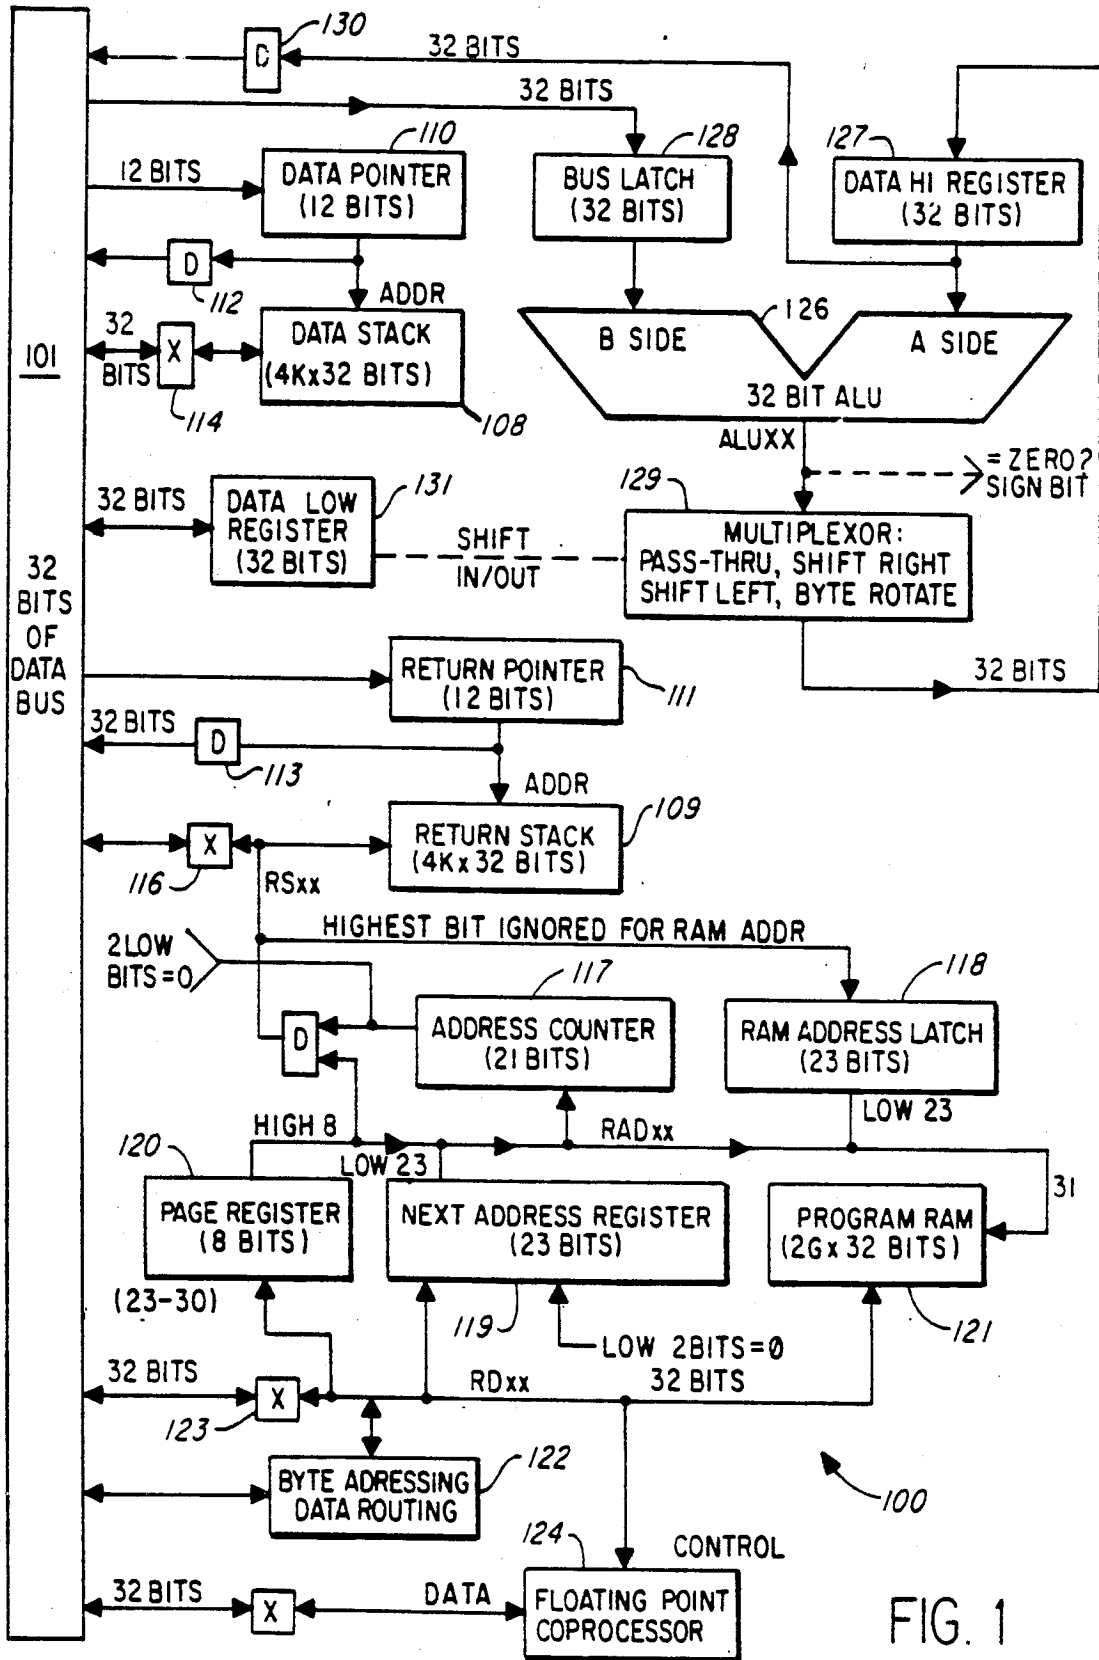 130
D
32 BITS
32 BITS
110
128
127
12 BITS
DATA POINTER
(12 BITS)
BUS LATCH
(32 BITS)
DATA HI REGISTER
(32 BITS)
D
112
ADDR
126
101
32
BITS
X
114
DATA STACK
(4Kx32 BITS)
108
B SIDE
A SIDE
32 BIT ALU
ALUXX
=ZERO?
SIGN BIT
131
129
32 BITS
DATA LOW
REGISTER
(32 BITS)
SHIFT
IN/OUT
MULTIPLEXOR:
PASS-THRU, SHIFT RIGHT
SHIFT LEFT, BYTE ROTATE
32
BITS
OF
DATA
BUS
RETURN POINTER
(12 BITS)
111
32 BITS
32 BITS
D
113
ADDR
109
X
116
RETURN STACK
(4Kx32 BITS)
RSxx
HIGHEST BIT IGNORED FOR RAM ADDR
2LOW
BITS=0
117
118
D
ADDRESS COUNTER
(21 BITS)
RAM ADDRESS LATCH
(23 BITS)
LOW 23
HIGH 8
RADxx
120
LOW 23
31
PAGE REGISTER
(8 BITS)
NEXT ADDRESS REGISTER
(23 BITS)
PROGRAM RAM
(2Gx32 BITS)
(23-30)
119
LOW 2BITS=0
121
32 BITS
X
123
RDxx
32 BITS
BYTE ADRESSING
DATA ROUTING
122
100
124
CONTROL
32 BITS
X
DATA
FLOATING POINT
COPROCESSOR
FIG. 1